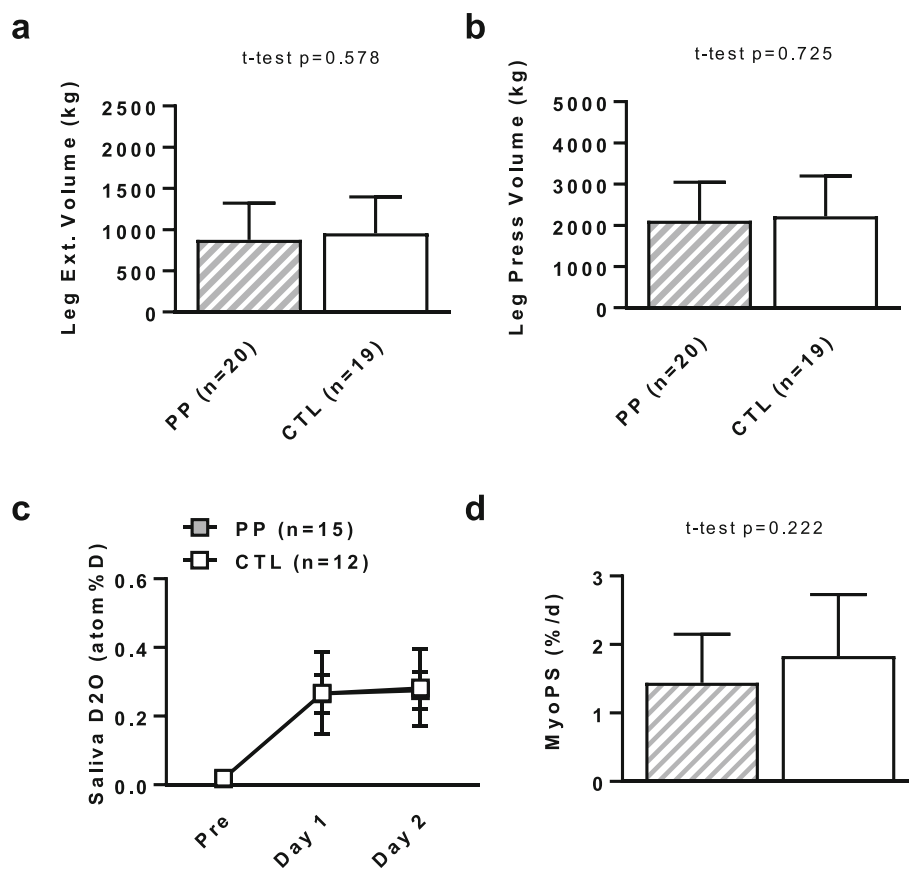 a
t-test p=0.578
Leg Ext. Volume (kg)
2500
2000
1500
1000
500
0
PP (n=20)
CTL (n=19)
b
t-test p=0.725
Leg Press Volume (kg)
5000
4000
3000
2000
1000
0
PP (n=20)
CTL (n=19)
c
PP (n=15)
CTL (n=12)
Saliva D2O (atom%D)
0.6
0.4
0.2
0.0
Pre
Day 1
Day 2
d
t-test p=0.222
MyoPS (%/d)
3
2
1
0